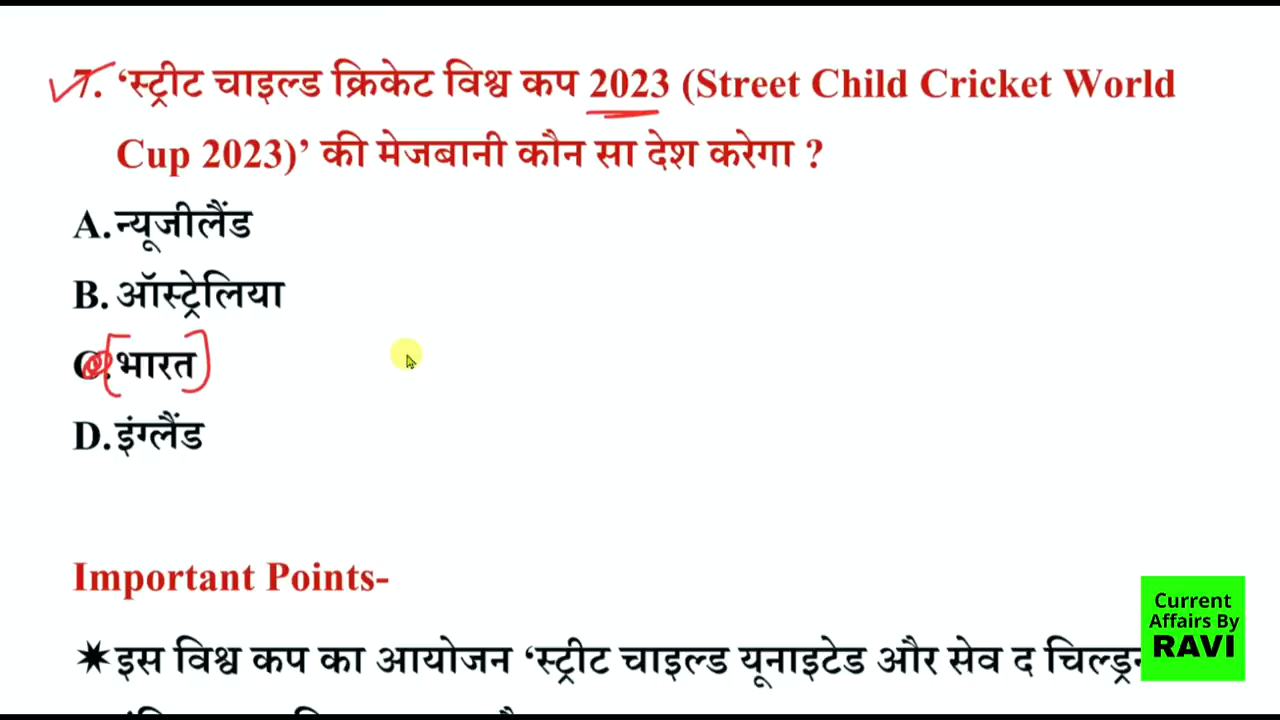 7. ‘स्ट्रीट चाइल्ड क्रिकेट विश्व कप 2023 (Street Child Cricket World
Cup 2023)’ की मेजबानी कौन सा देश करेगा ?
A. न्यूजीलैंड
B. ऑस्ट्रेलिया
C. भारत
D. इंग्लैंड
Important Points-
इस विश्व कप का आयोजन ‘स्ट्रीट चाइल्ड यूनाइटेड और सेव द
Current
Affairs By
RAVI